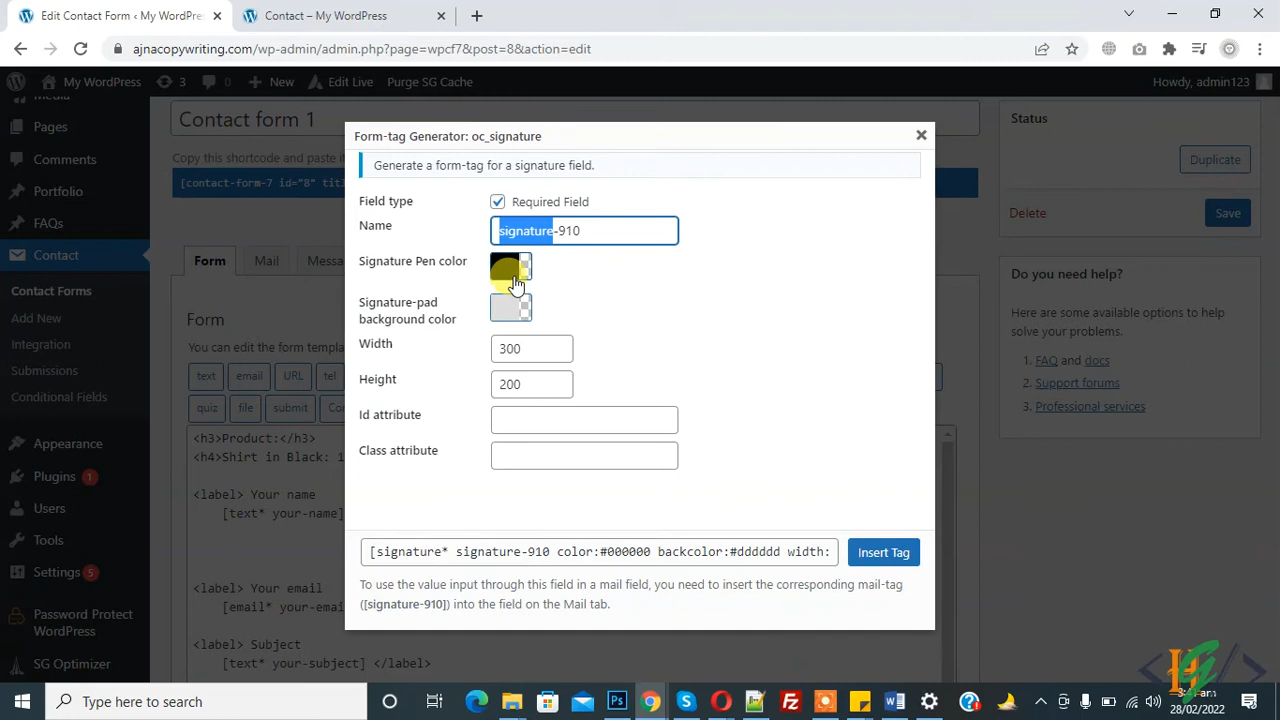 Edit Contact Form ‹ My WordPre
Contact – My WordPress
ajnacopywriting.com/wp-admin/admin.php?page=wpcf7&post=8&action=edit
My WordPress
3
0
New
Edit Live
Purge SG Cache
Howdy, admin123
Media
Pages
Comments
Portfolio
FAQs
Contact
Contact Forms
Add New
Integration
Submissions
Conditional Fields
Appearance
Plugins 1
Users
Tools
Settings 5
Password Protect
WordPress
SG Optimizer
Contact form 1
Copy this shortcode and paste i
[contact-form-7 id="8" titl
Form
Mail
Messa
Form
You can edit the form templa
text
email
URL
tel
quiz
file
submit
<h3>Product:</h3>
<h4>Shirt in Black: 1
<label> Your name
[text* your-name]
<label> Your email
[email* your-emai
<label> Subject
[text* your-subject] </label>
Form-tag Generator: oc_signature
Generate a form-tag for a signature field.
Field type
Required Field
Name
signature-910
Signature Pen color
Signature-pad
background color
Width
300
Height
200
Id attribute
Class attribute
[signature* signature-910 color:#000000 backcolor:#dddddd width:
Insert Tag
To use the value input through this field in a mail field, you need to insert the corresponding mail-tag
([signature-910]) into the field on the Mail tab.
Status
Duplicate
Delete
Save
Do you need help?
Here are some available options to help
solve your problems.
1. FAQ and docs
2. Support forums
3. Professional services
Type here to search
28/02/2022